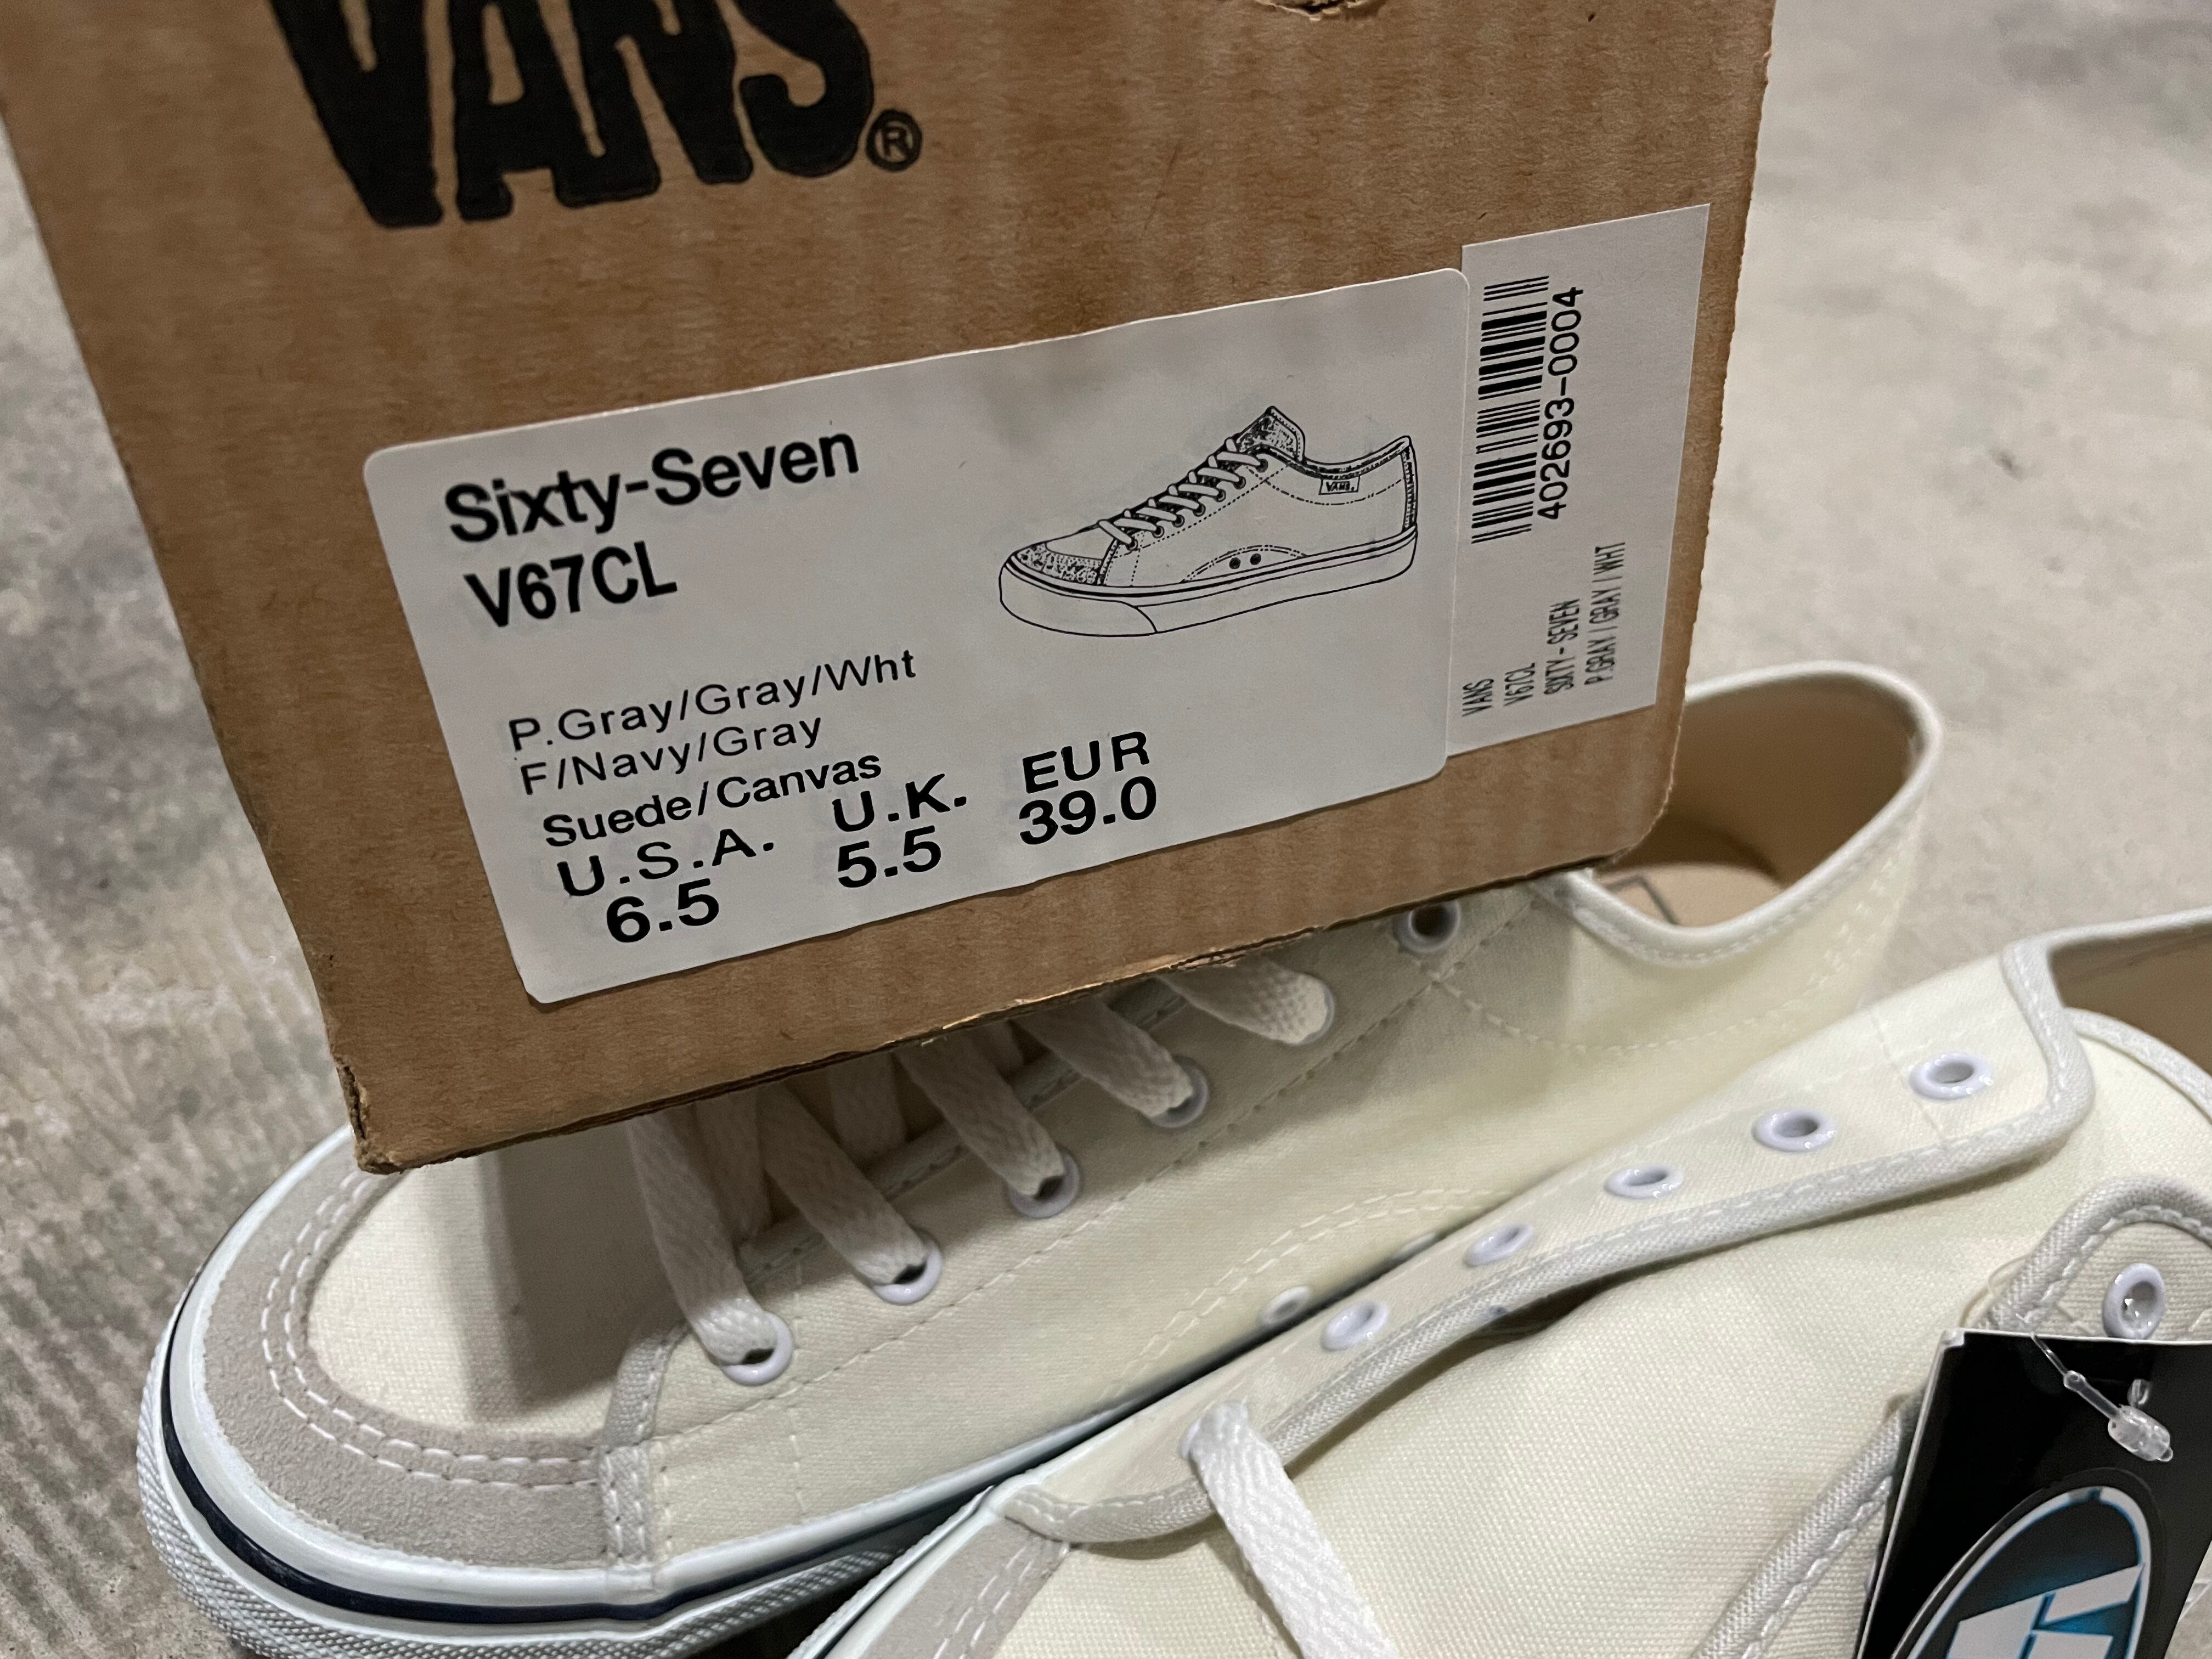 VANS®
Sixty-Seven
V67CL
VANS
P.Gray/Gray/Wht
F/Navy/Gray
Suede/Canvas
U.S.A. U.K. EUR
6.5 5.5 39.0
402693-0004
VANS
V67CL
SIXTY-SEVEN
P.GRAY/GRAY/WHT